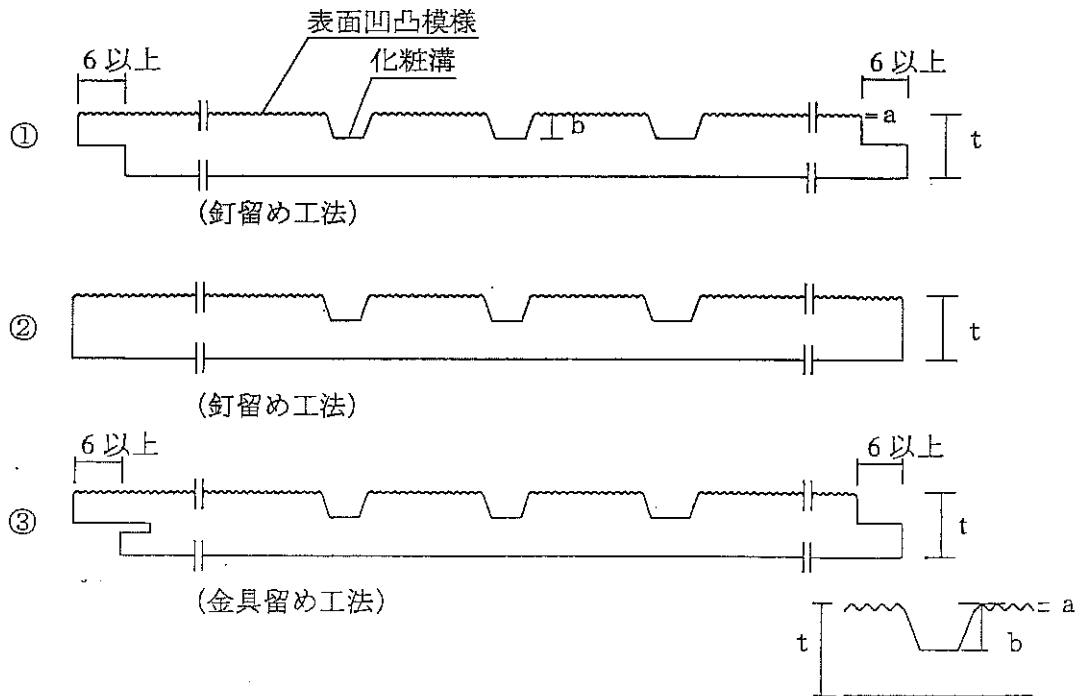 表面凹凸模様
6以上
化粧溝
6以上
①
b
a
t
(釘留め工法)
②
t
(釘留め工法)
6以上
6以上
③
t
(金具留め工法)
a
t
b